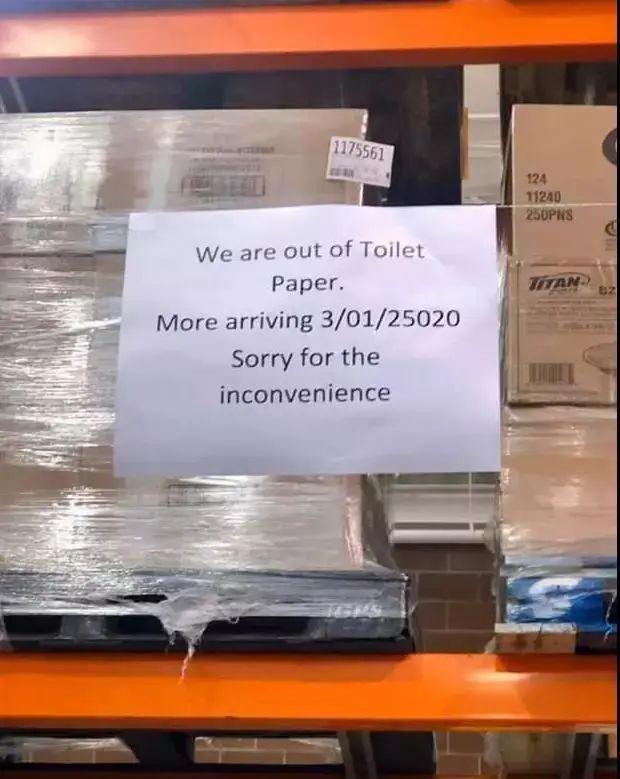 1175561
We are out of Toilet
Paper.
More arriving 3/01/25020
Sorry for the
inconvenience
124
11240
250PNS
TITAN